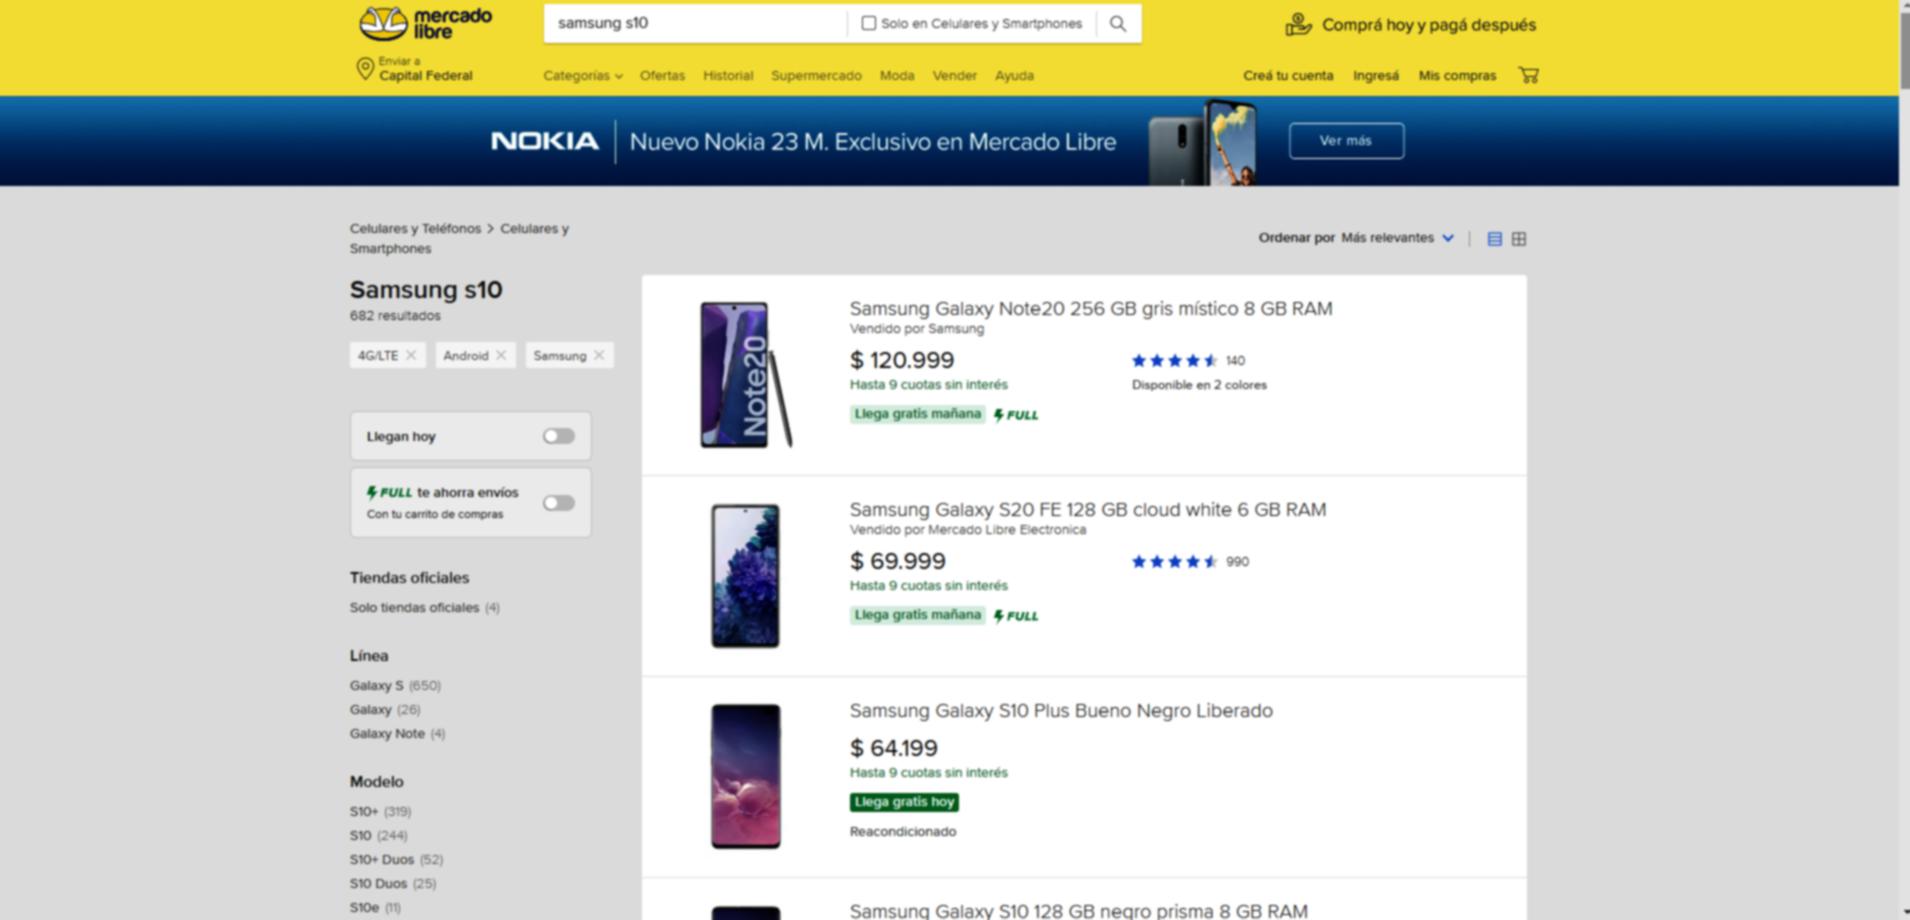 mercado
libre
samsung s10
Solo en Celulares y Smartphones
Comprá hoy y pagá después
Enviar a
Capital Federal
Categorías Ofertas Historial Supermercado Moda Vender Ayuda
Creá tu cuenta Ingresá Mis compras
NOKIA Nuevo Nokia 23 M. Exclusivo en Mercado Libre
Ver más
Celulares y Teléfonos > Celulares y
Smartphones
Ordenar por Más relevantes
Samsung s10
682 resultados
4G/LTE Android Samsung
Llegan hoy
FULL te ahorra envíos
Con tu carrito de compras
Tiendas oficiales
Solo tiendas oficiales (4)
Línea
Galaxy S (650)
Galaxy (26)
Galaxy Note (4)
Modelo
S10+ (319)
S10 (244)
S10+ Duos (52)
S10 Duos (25)
S10e (11)
Note20
Samsung Galaxy Note20 256 GB gris místico 8 GB RAM
Vendido por Samsung
$ 120.999
140
Hasta 9 cuotas sin interés
Disponible en 2 colores
Llega gratis mañana FULL
Samsung Galaxy S20 FE 128 GB cloud white 6 GB RAM
Vendido por Mercado Libre Electronica
$ 69.999
990
Hasta 9 cuotas sin interés
Llega gratis mañana FULL
Samsung Galaxy S10 Plus Bueno Negro Liberado
$ 64.199
Hasta 9 cuotas sin interés
Llega gratis hoy
Reacondicionado
Samsung Galaxy S10 128 GB negro prisma 8 GB RAM